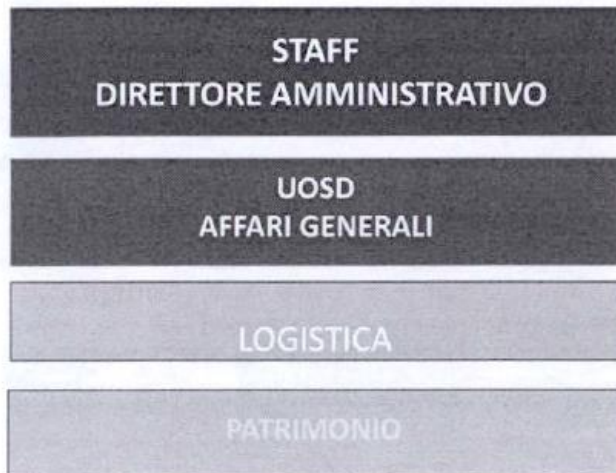 STAFF
DIRETTORE AMMINISTRATIVO
UOSD
AFFARI GENERALI
LOGISTICA
PATRIMONIO